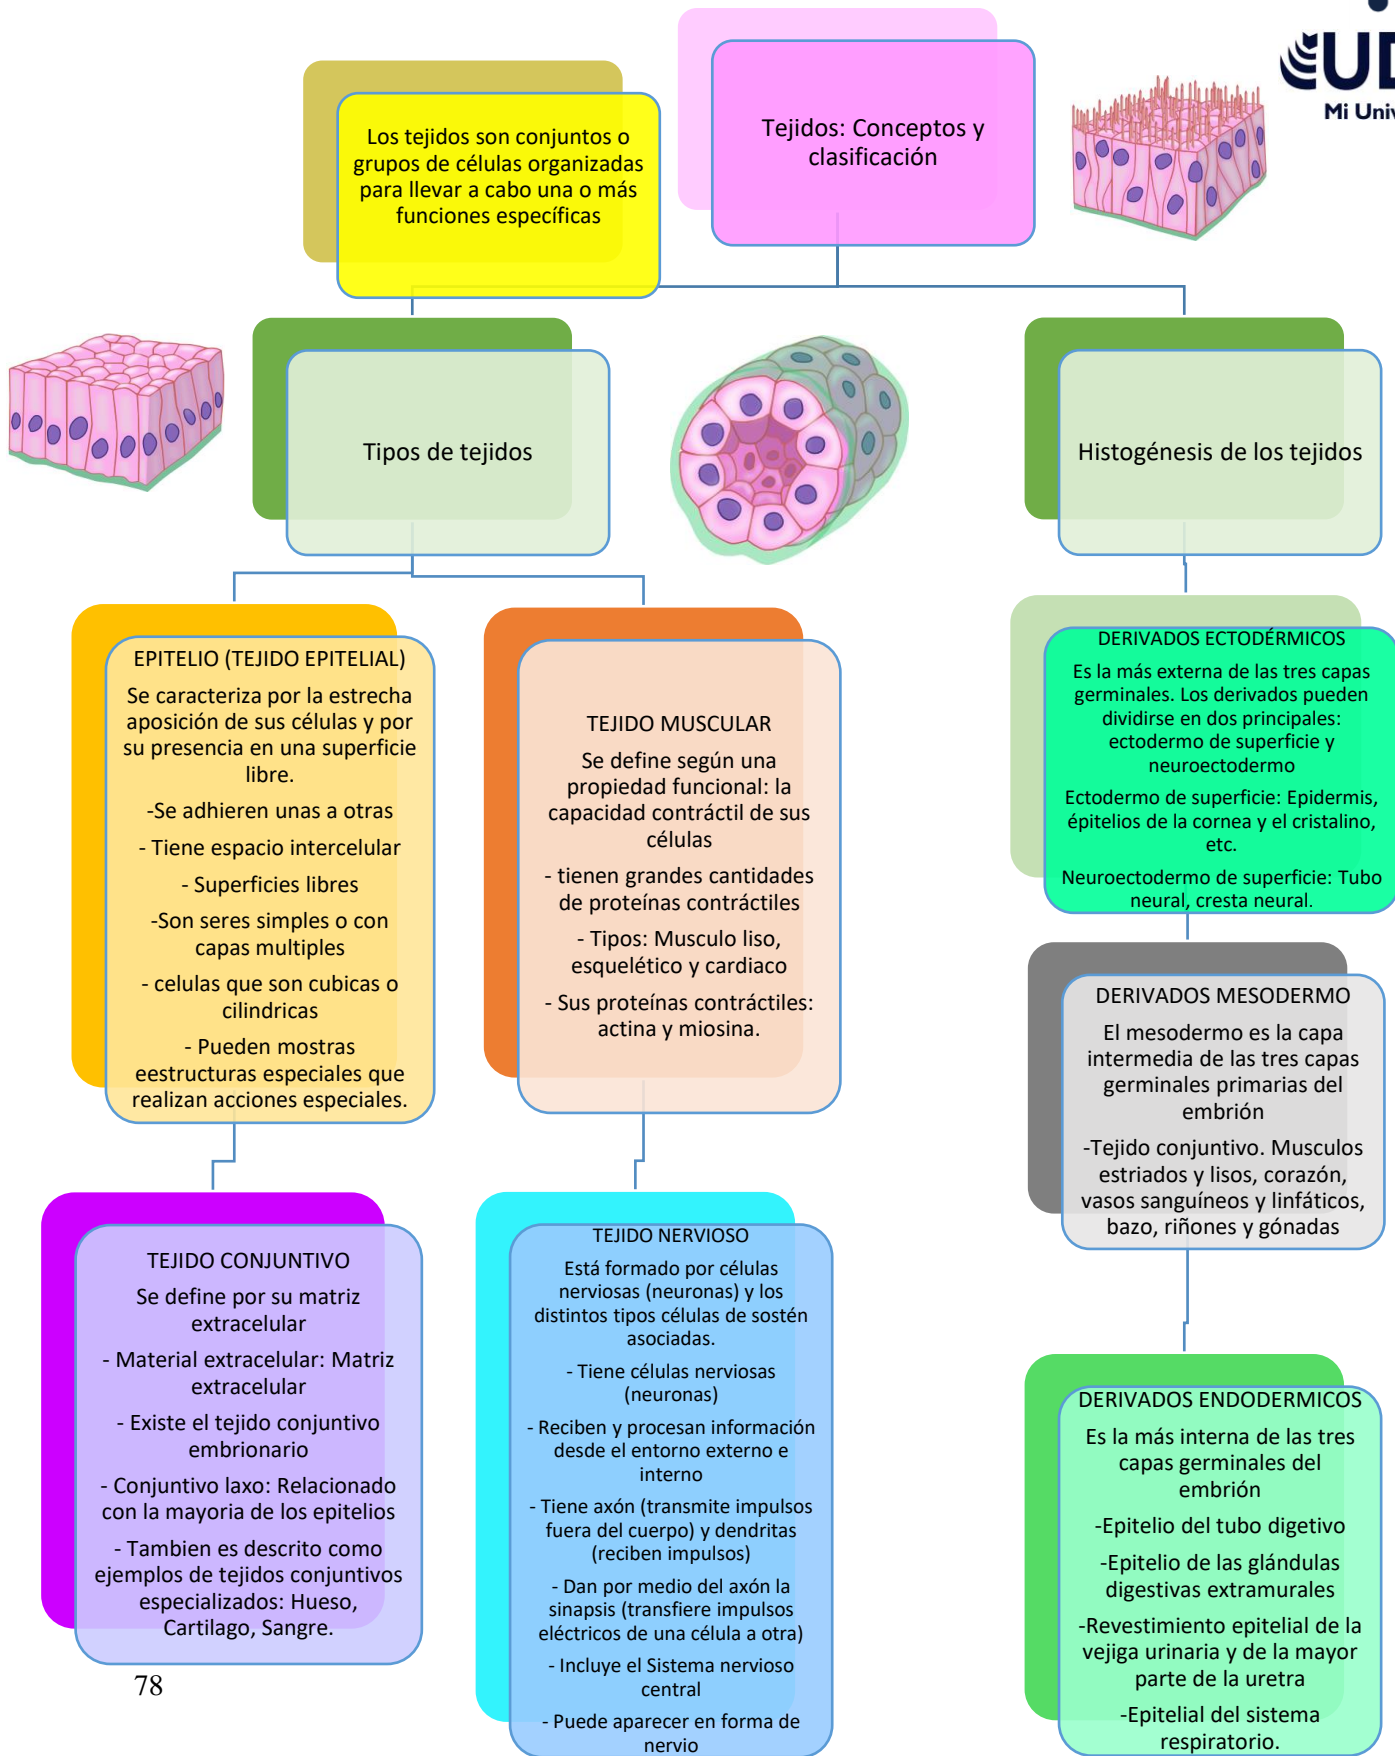 UD
Mi Univ
Tejidos: Conceptos y
clasificación
Los tejidos son conjuntos o
grupos de células organizadas
para llevar a cabo una o más
funciones específicas
Tipos de tejidos
Histogénesis de los tejidos
EPITELIO (TEJIDO EPITELIAL)
Se caracteriza por la estrecha
aposición de sus células y por
su presencia en una superficie
libre.
-Se adhieren unas a otras
- Tiene espacio intercelular
- Superficies libres
-Son seres simples o con
capas multiples
- celulas que son cubicas o
cilindricas
- Pueden mostras
eestructuras especiales que
realizan acciones especiales.
TEJIDO MUSCULAR
Se define según una
propiedad funcional: la
capacidad contráctil de sus
células
- tienen grandes cantidades
de proteínas contráctiles
- Tipos: Musculo liso,
esquelético y cardiaco
- Sus proteínas contráctiles:
actina y miosina.
DERIVADOS ECTODÉRMICOS
Es la más externa de las tres capas
germinales. Los derivados pueden
dividirse en dos principales:
ectodermo de superficie y
neuroectodermo
Ectodermo de superficie: Epidermis,
épitelios de la cornea y el cristalino,
etc.
Neuroectodermo de superficie: Tubo
neural, cresta neural.
DERIVADOS MESODERMO
El mesodermo es la capa
intermedia de las tres capas
germinales primarias del
embrión
-Tejido conjuntivo. Musculos
estriados y lisos, corazón,
vasos sanguíneos y linfáticos,
bazo, riñones y gónadas
TEJIDO CONJUNTIVO
Se define por su matriz
extracelular
- Material extracelular: Matriz
extracelular
- Existe el tejido conjuntivo
embrionario
- Conjuntivo laxo: Relacionado
con la mayoria de los epitelios
- Tambien es descrito como
ejemplos de tejidos conjuntivos
especializados: Hueso,
Cartilago, Sangre.
TEJIDO NERVIOSO
Está formado por células
nerviosas (neuronas) y los
distintos tipos células de sostén
asociadas.
- Tiene células nerviosas
(neuronas)
- Reciben y procesan información
desde el entorno externo e
interno
- Tiene axón (transmite impulsos
fuera del cuerpo) y dendritas
(reciben impulsos)
- Dan por medio del axón la
sinapsis (transfiere impulsos
eléctricos de una célula a otra)
- Incluye el Sistema nervioso
central
- Puede aparecer en forma de
nervio
DERIVADOS ENDODERMICOS
Es la más interna de las tres
capas germinales del
embrión
-Epitelio del tubo digetivo
-Epitelio de las glándulas
digestivas extramurales
-Revestimiento epitelial de la
vejiga urinaria y de la mayor
parte de la uretra
-Epitelial del sistema
respiratorio.
78